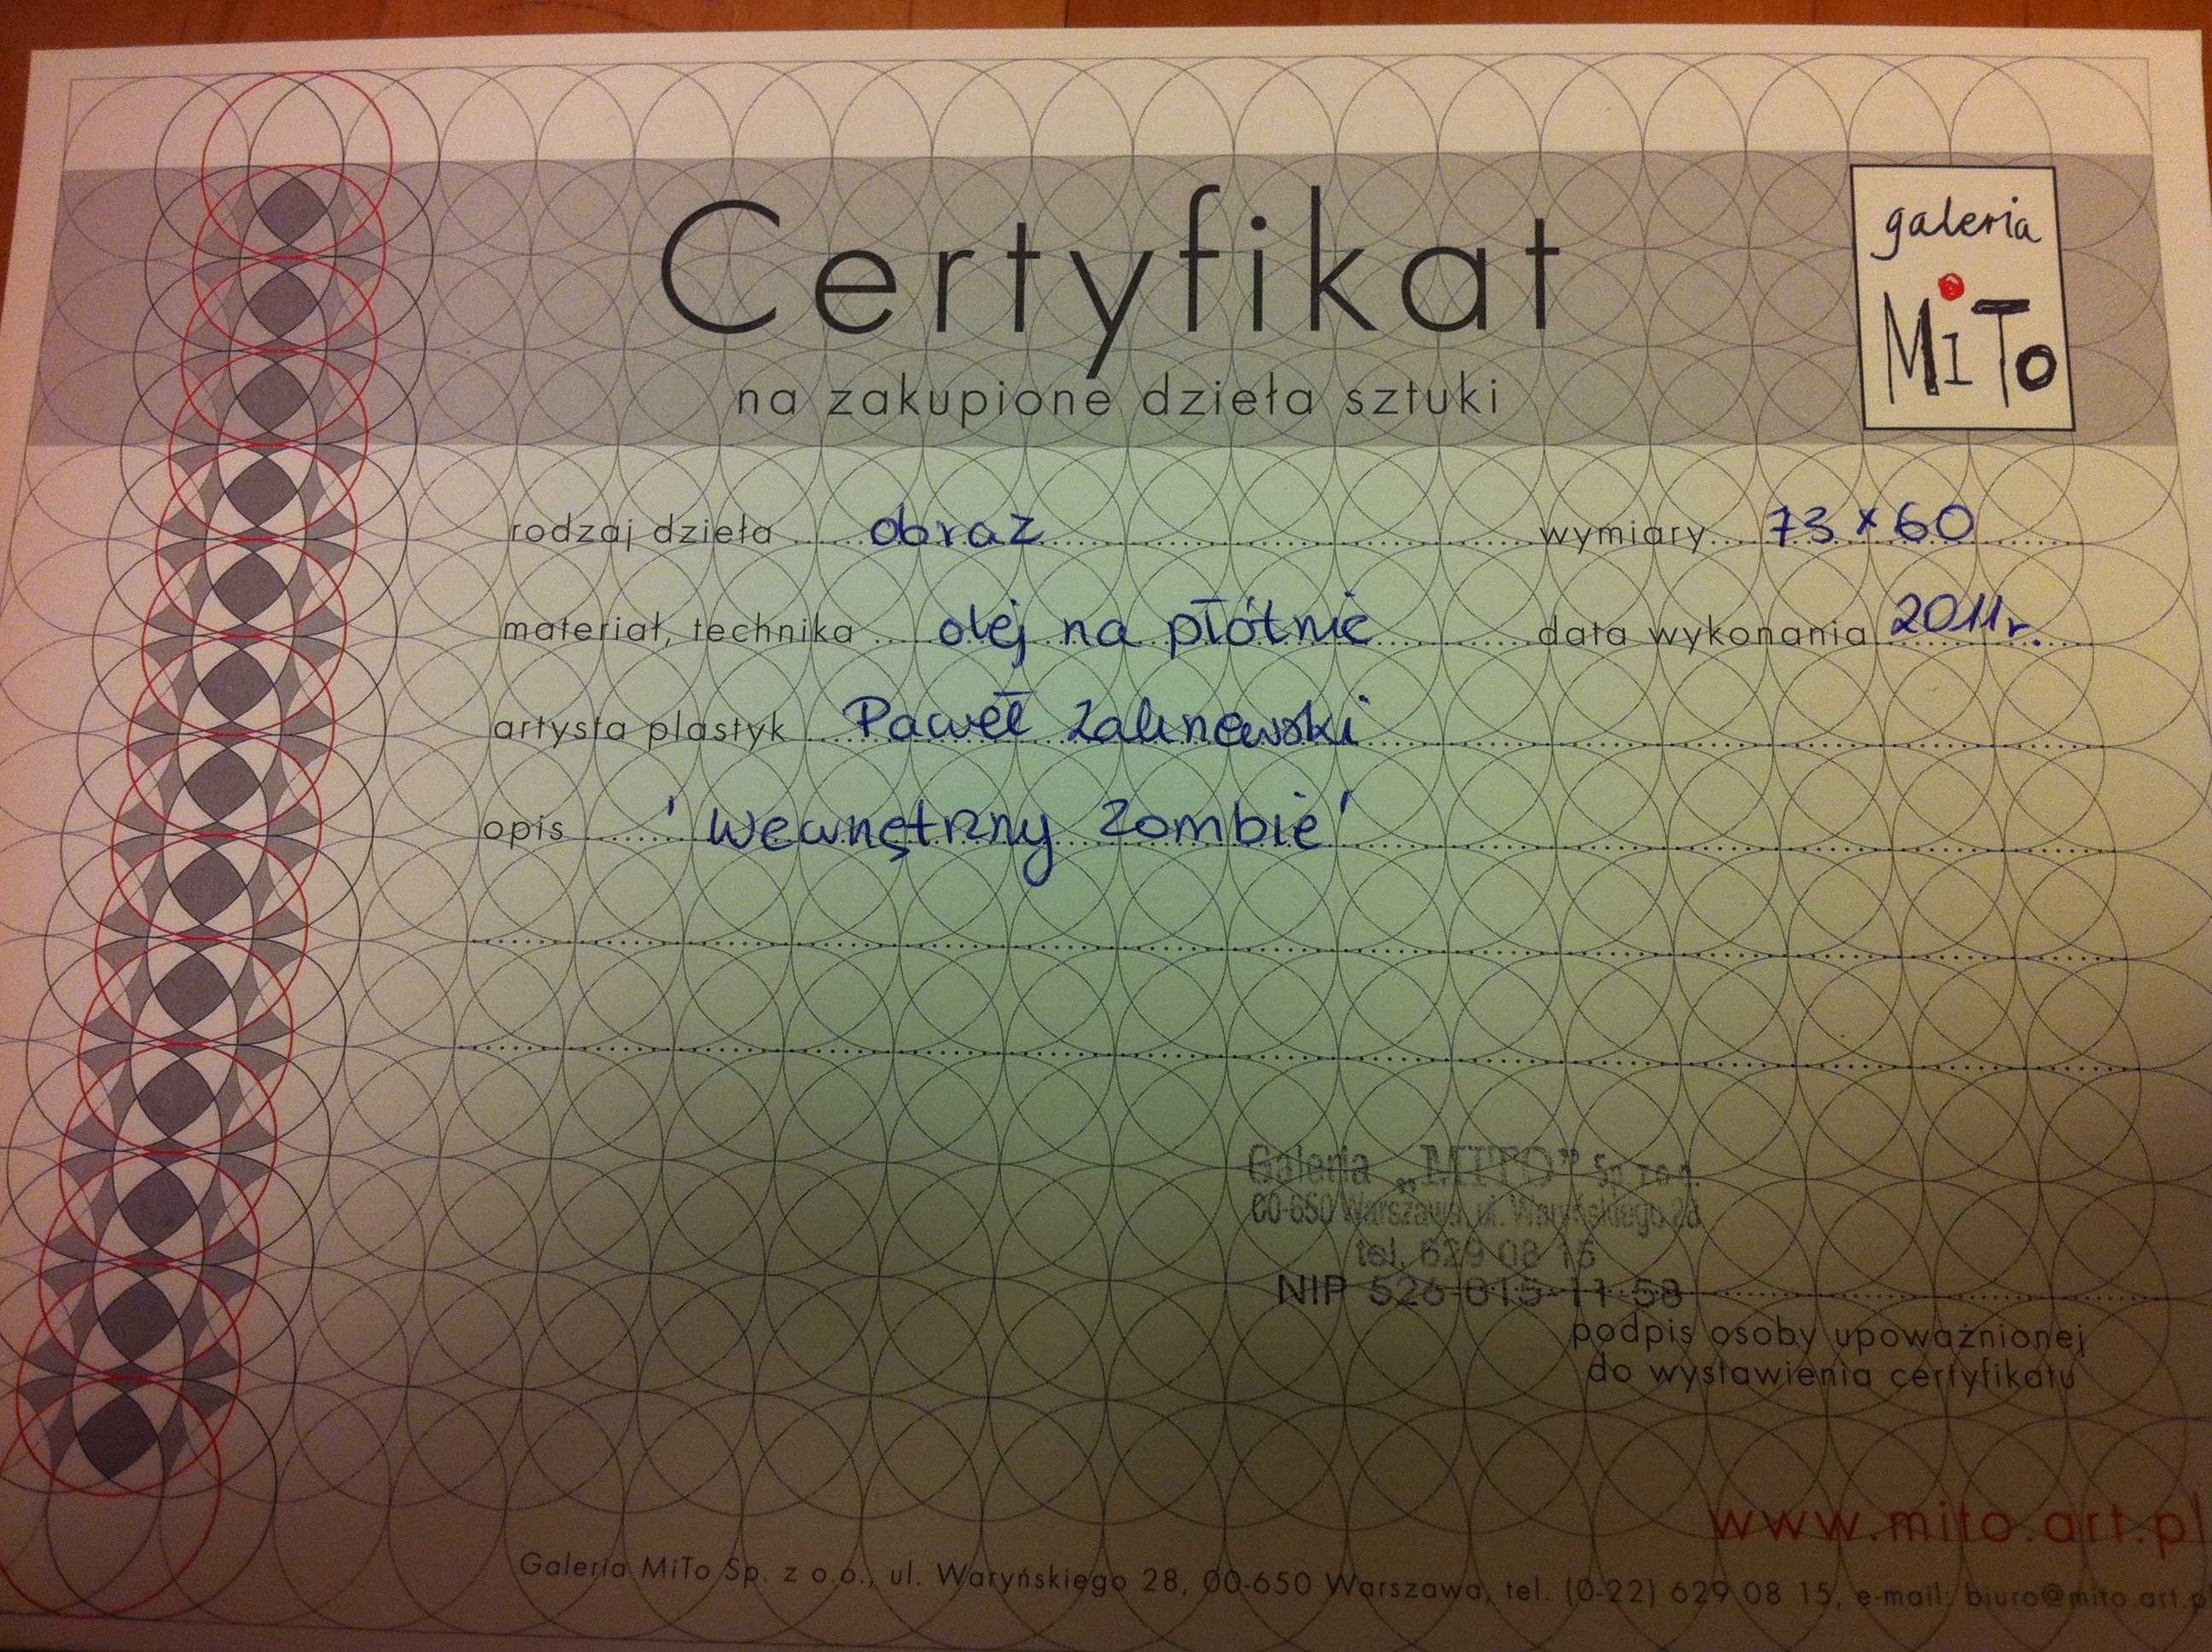 Certyfikat
na zakupione dzieła sztuki
galeria
MiTo
rodzaj dzieła obraz wymiary 73 x 60
materiał, technika olej na płótnie data wykonania 2011r.
artysta plastyk Paweł Zalinewski
opis 'Wewnętrzny Zombie'
Galeria „MITO” Sp z o.o.
00-650 Warszawa, ul. Waryńskiego 28
tel. 629 08 15
NIP 526-015-11-58
podpis osoby upoważnionej
do wystawienia certyfikatu
www.mito.art.pl
Galeria MiTo Sp. z o.o., ul. Waryńskiego 28, 00-650 Warszawa, tel. (0-22) 629 08 15, e-mail: biuro@mito.art.p